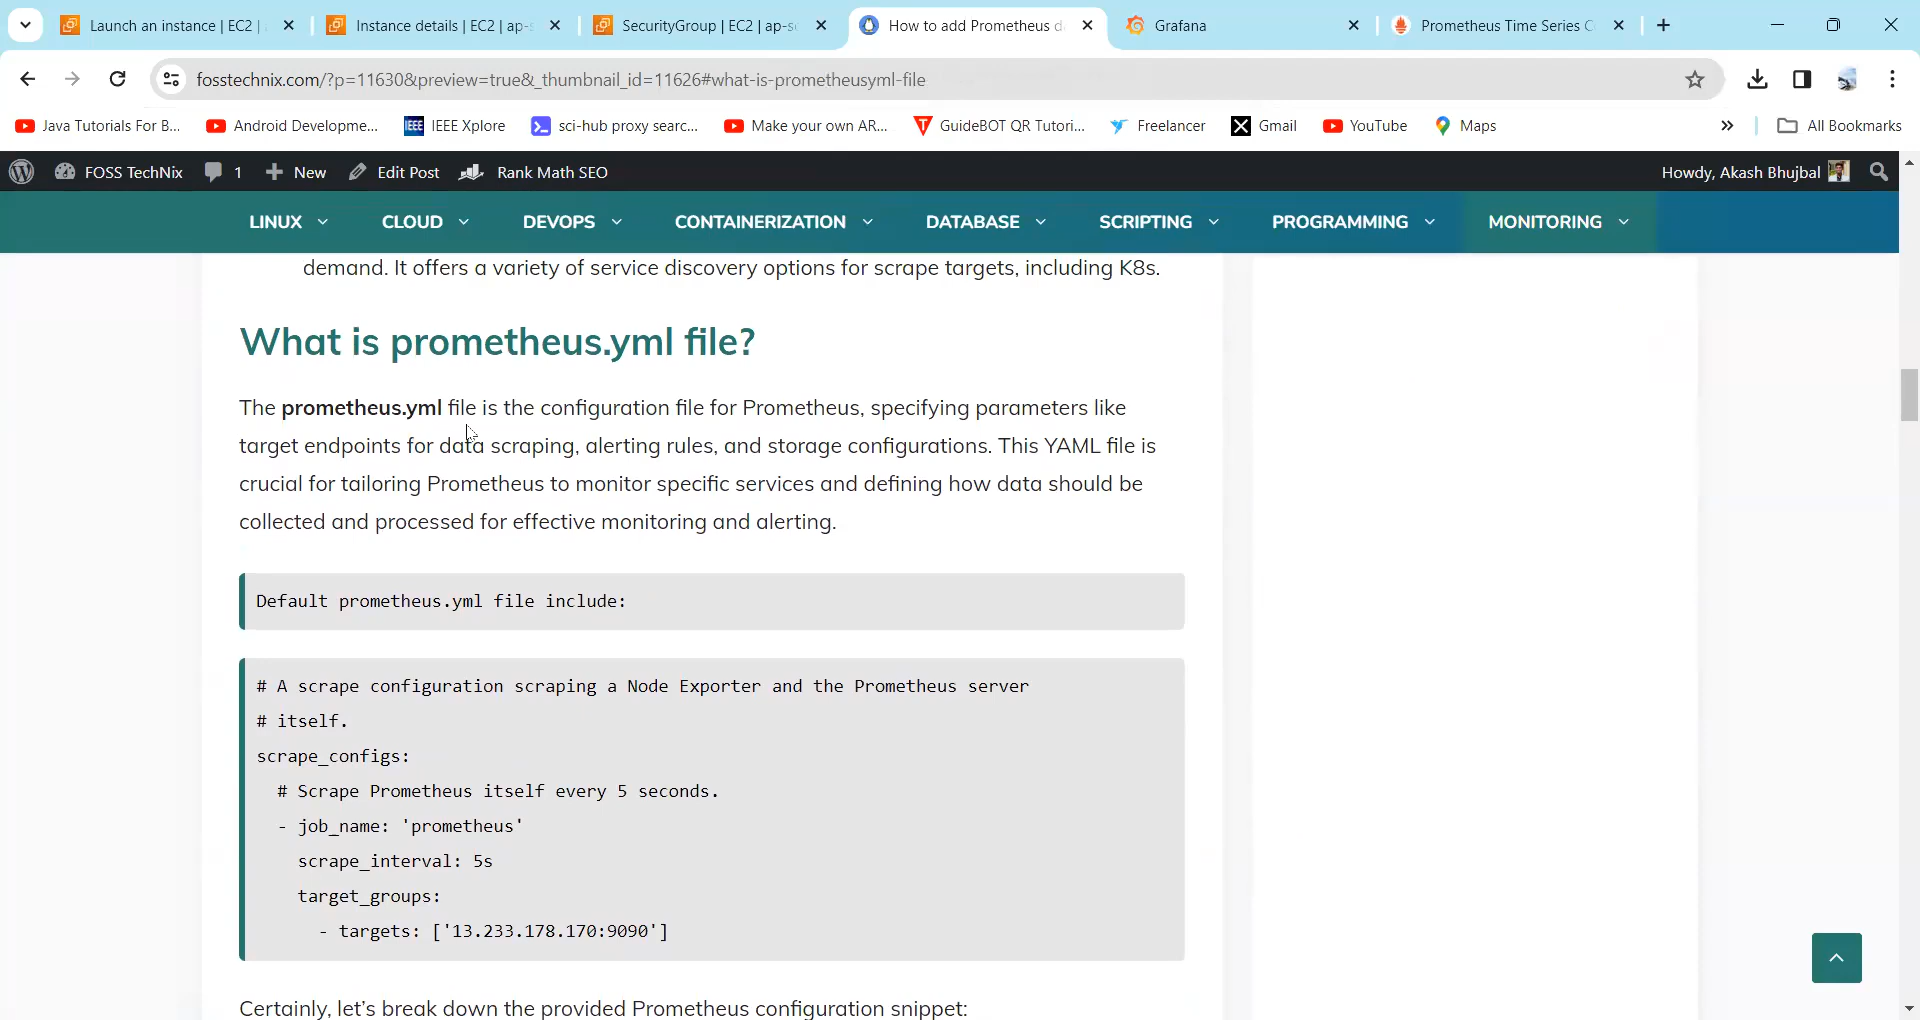 Launch an instance | EC2 |
Instance details | EC2 | ap-s
SecurityGroup | EC2 | ap-so
How to add Prometheus d
Grafana
Prometheus Time Series C
fosstechnix.com/?p=11630&preview=true&_thumbnail_id=11626#what-is-prometheusyml-file
Java Tutorials For B...
Android Developme...
IEEE IEEE Xplore
sci-hub proxy searc...
Make your own AR...
GuideBOT QR Tutori...
Freelancer
Gmail
YouTube
Maps
All Bookmarks
FOSS TechNix
1
New
Edit Post
Rank Math SEO
Howdy, Akash Bhujbal
LINUX
CLOUD
DEVOPS
CONTAINERIZATION
DATABASE
SCRIPTING
PROGRAMMING
MONITORING
demand. It offers a variety of service discovery options for scrape targets, including K8s.
What is prometheus.yml file?
The prometheus.yml file is the configuration file for Prometheus, specifying parameters like
target endpoints for data scraping, alerting rules, and storage configurations. This YAML file is
crucial for tailoring Prometheus to monitor specific services and defining how data should be
collected and processed for effective monitoring and alerting.
Default prometheus.yml file include:
# A scrape configuration scraping a Node Exporter and the Prometheus server
# itself.
scrape_configs:
# Scrape Prometheus itself every 5 seconds.
- job_name: 'prometheus'
scrape_interval: 5s
target_groups:
- targets: ['13.233.178.170:9090']
Certainly, let's break down the provided Prometheus configuration snippet: